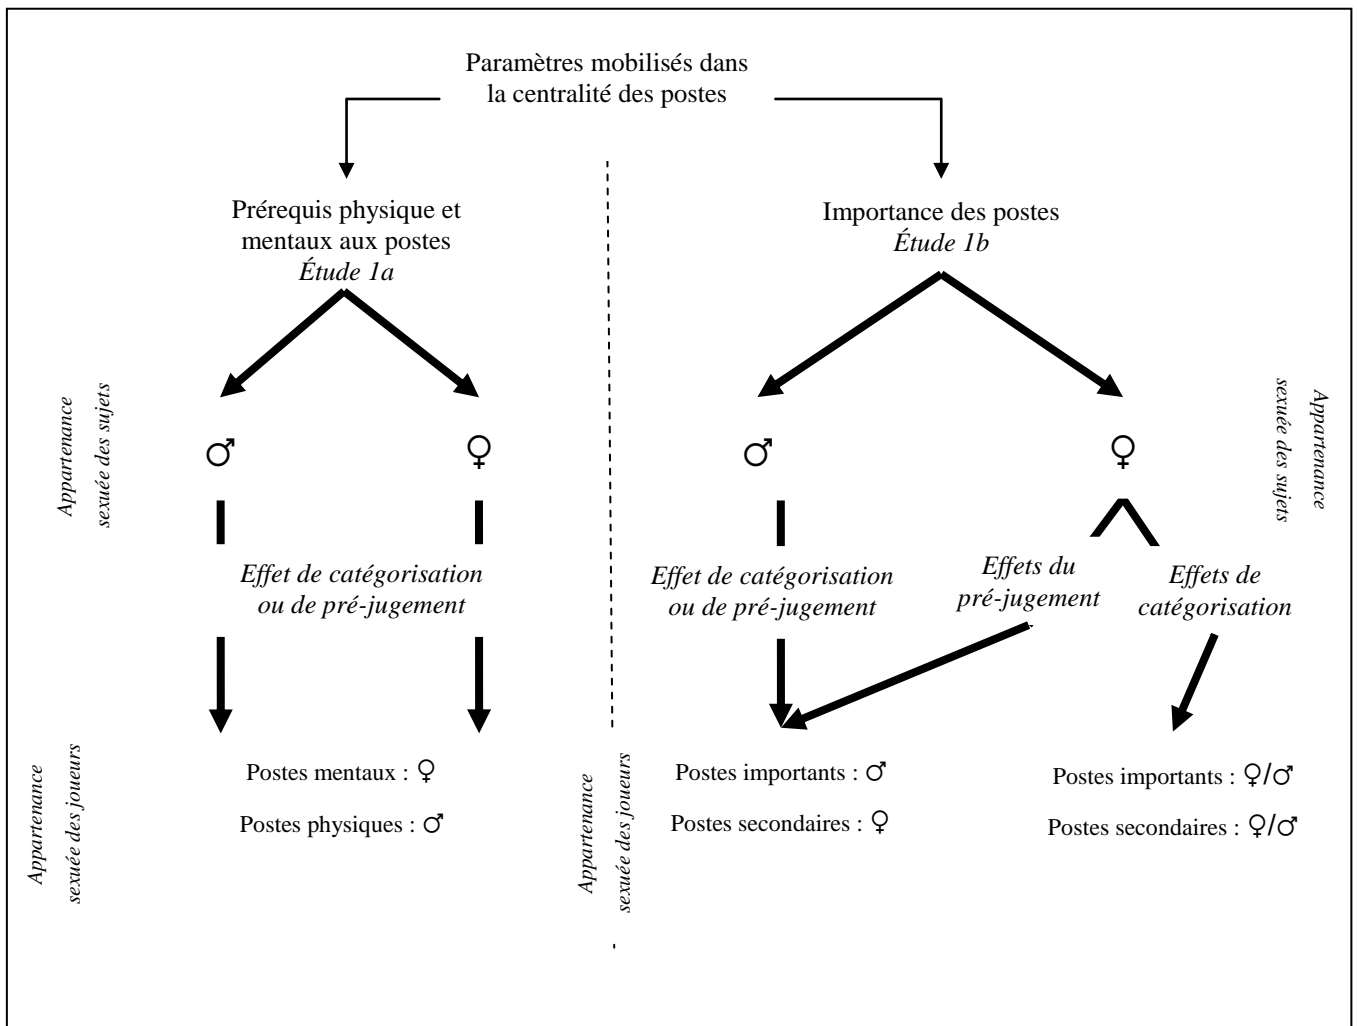 Paramètres mobilisés dans
la centralité des postes
Prérequis physique et
mentaux aux postes
Étude 1a
Importance des postes
Étude 1b
Appartenance
sexuée des sujets
♂
♀
♂
♀
Appartenance
sexuée des sujets
Effet de catégorisation
ou de pré-jugement
Effet de catégorisation
ou de pré-jugement
Effets du
pré-jugement
Effets de
catégorisation
Appartenance
sexuée des joueurs
Postes mentaux : ♀
Postes physiques : ♂
Appartenance
sexuée des joueurs
Postes importants : ♂
Postes secondaires : ♀
Postes importants : ♀/♂
Postes secondaires : ♀/♂